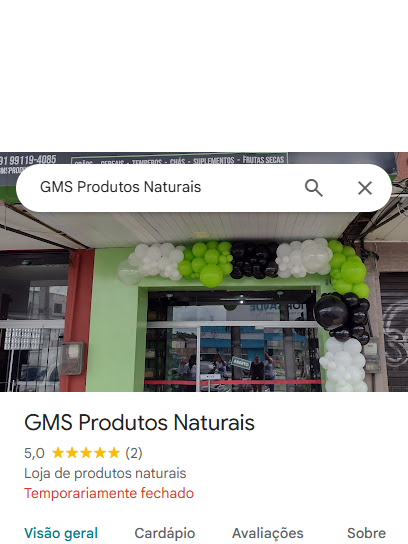 91 99119-4085
GRÃOS - CEREAIS - TEMPEROS - CHÁS - SUPLEMENTOS - FRUTAS SECAS
GMS Produtos Naturais
ABERTO
GMS Produtos Naturais
5,0 (2)
Loja de produtos naturais
Temporariamente fechado
Visão geral Cardápio Avaliações Sobre